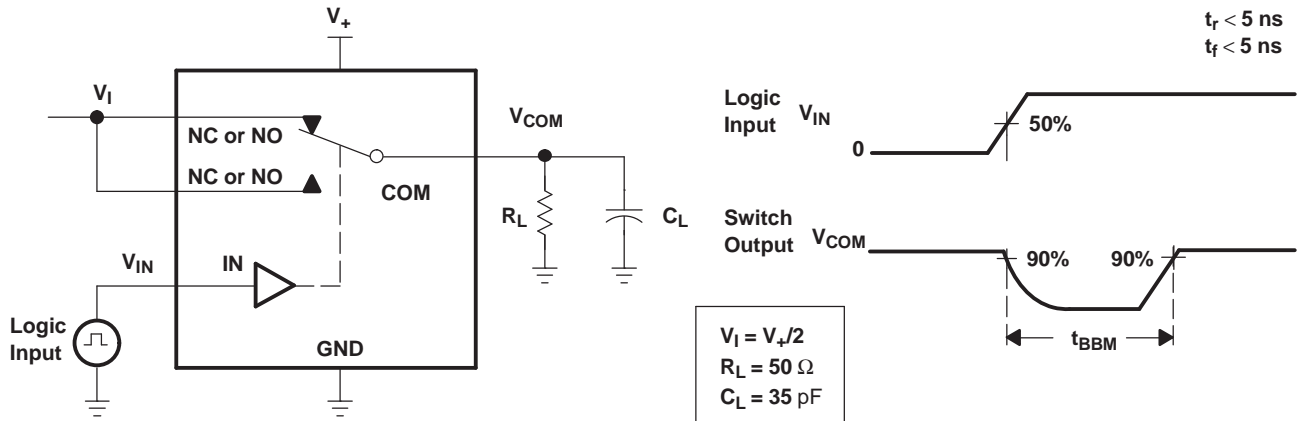 V+
VI
NC or NO
NC or NO
COM
VCOM
RL
CL
VIN
IN
Logic
Input
GND
tr < 5 ns
tf < 5 ns
Logic
Input
VIN
50%
0
Switch
Output
VCOM
90%
90%
tBBM
VI = V+/2
RL = 50 Ω
CL = 35 pF